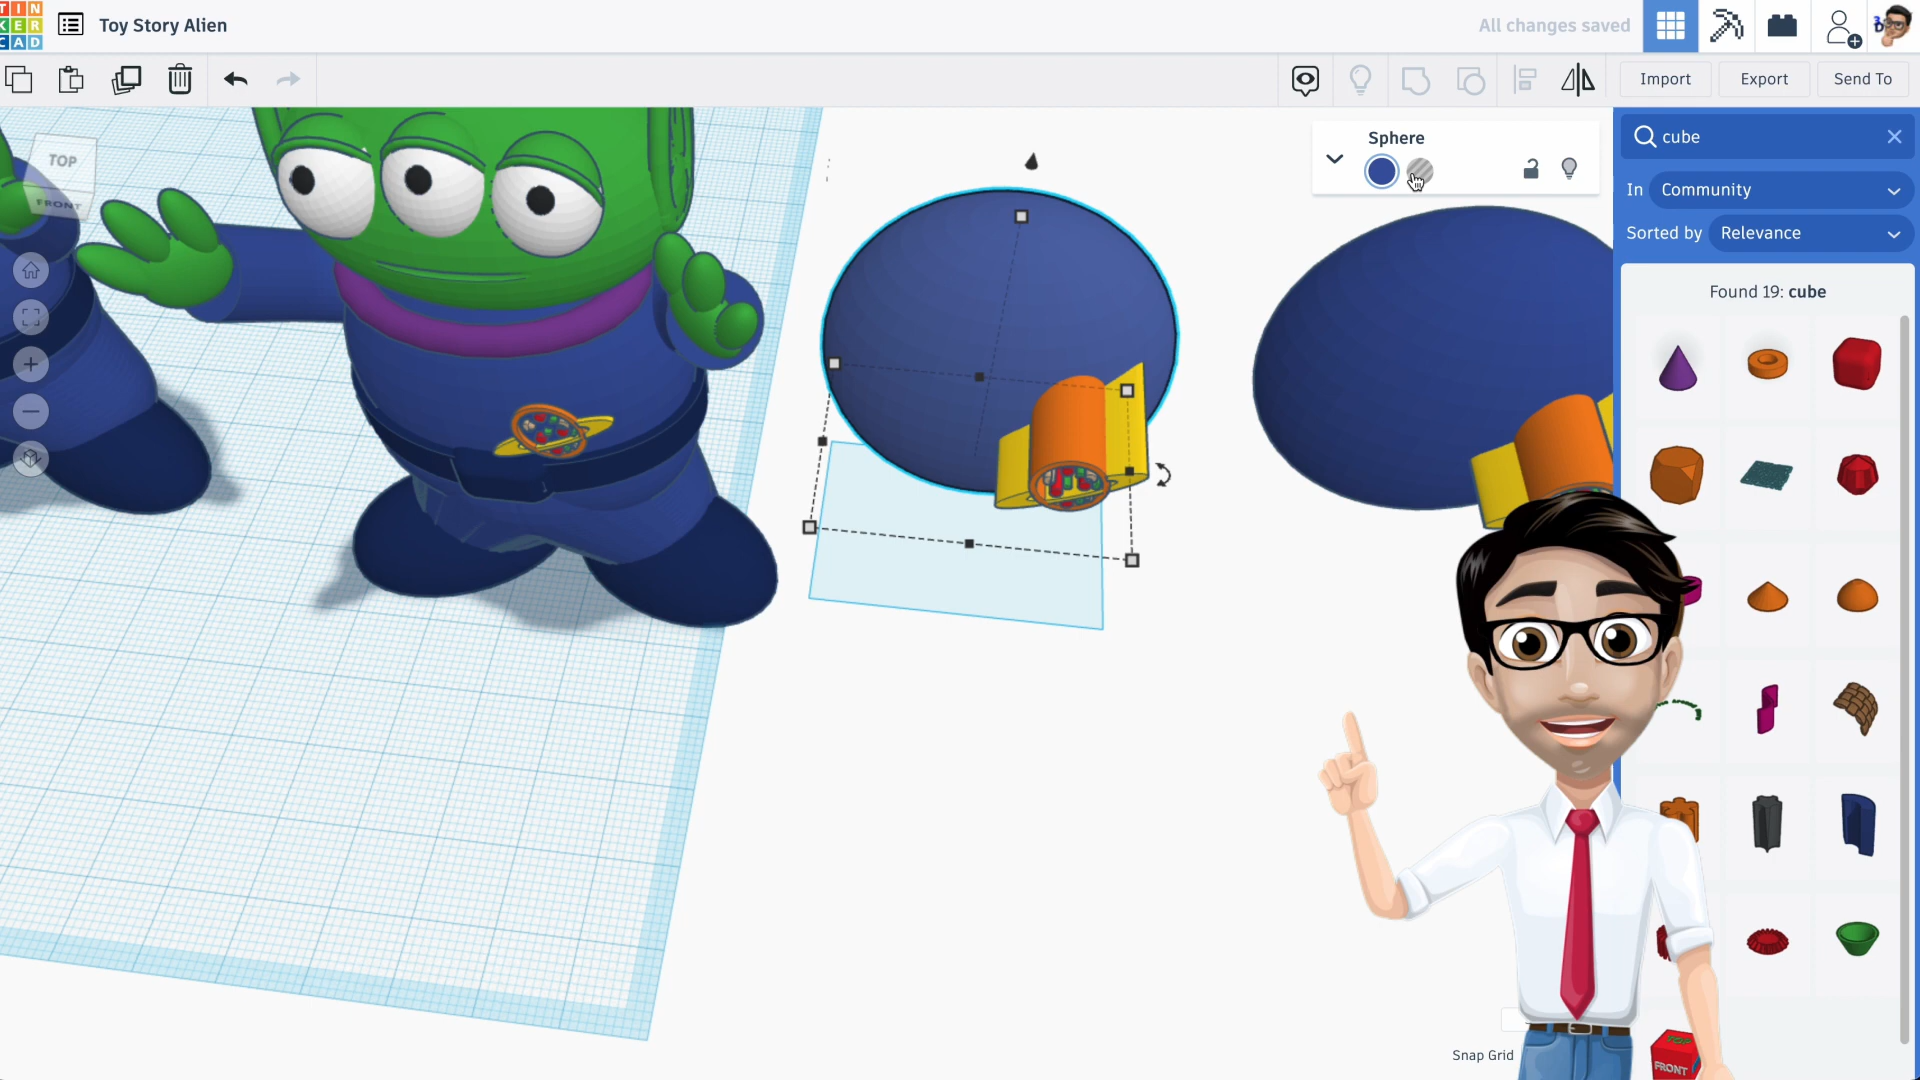 TIN
KER
CAD
Toy Story Alien
All changes saved
Import
Export
Send To
TOP
FRONT
Sphere
cube
In Community
Sorted by Relevance
Found 19: cube
Snap Grid
TOP
FRONT